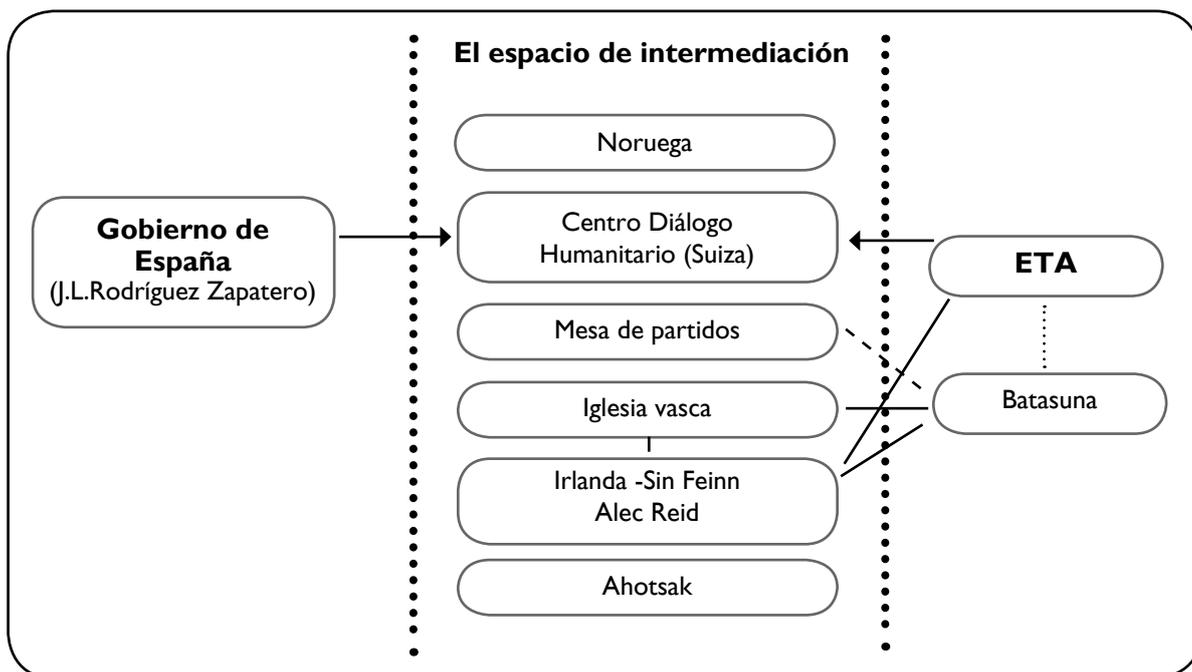 El espacio de intermediación
Noruega
Gobierno de
España
(J.L.Rodríguez Zapatero)
Centro Diálogo
Humanitario (Suiza)
ETA
Mesa de partidos
Batasuna
Iglesia vasca
Irlanda -Sin Feinn
Alec Reid
Ahotsak